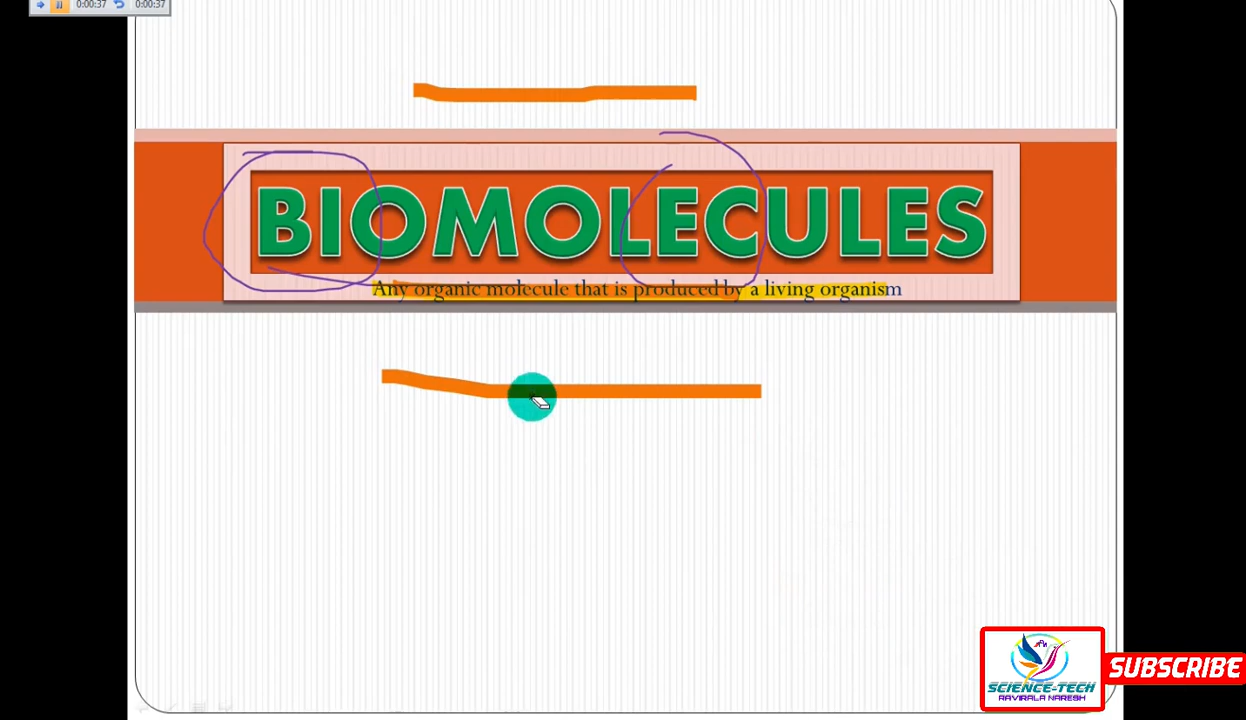 0:00:37 0:00:37
BIOMOLECULES
Any organic molecule that is produced by a living organism
SCIENCE-TECH
RAVIRALA NARESH
SUBSCRIBE